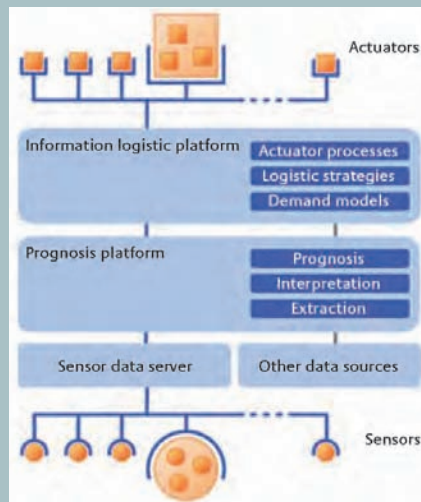 Actuators
Information logistic platform
Actuator processes
Logistic strategies
Demand models
Prognosis platform
Prognosis
Interpretation
Extraction
Sensor data server
Other data sources
Sensors